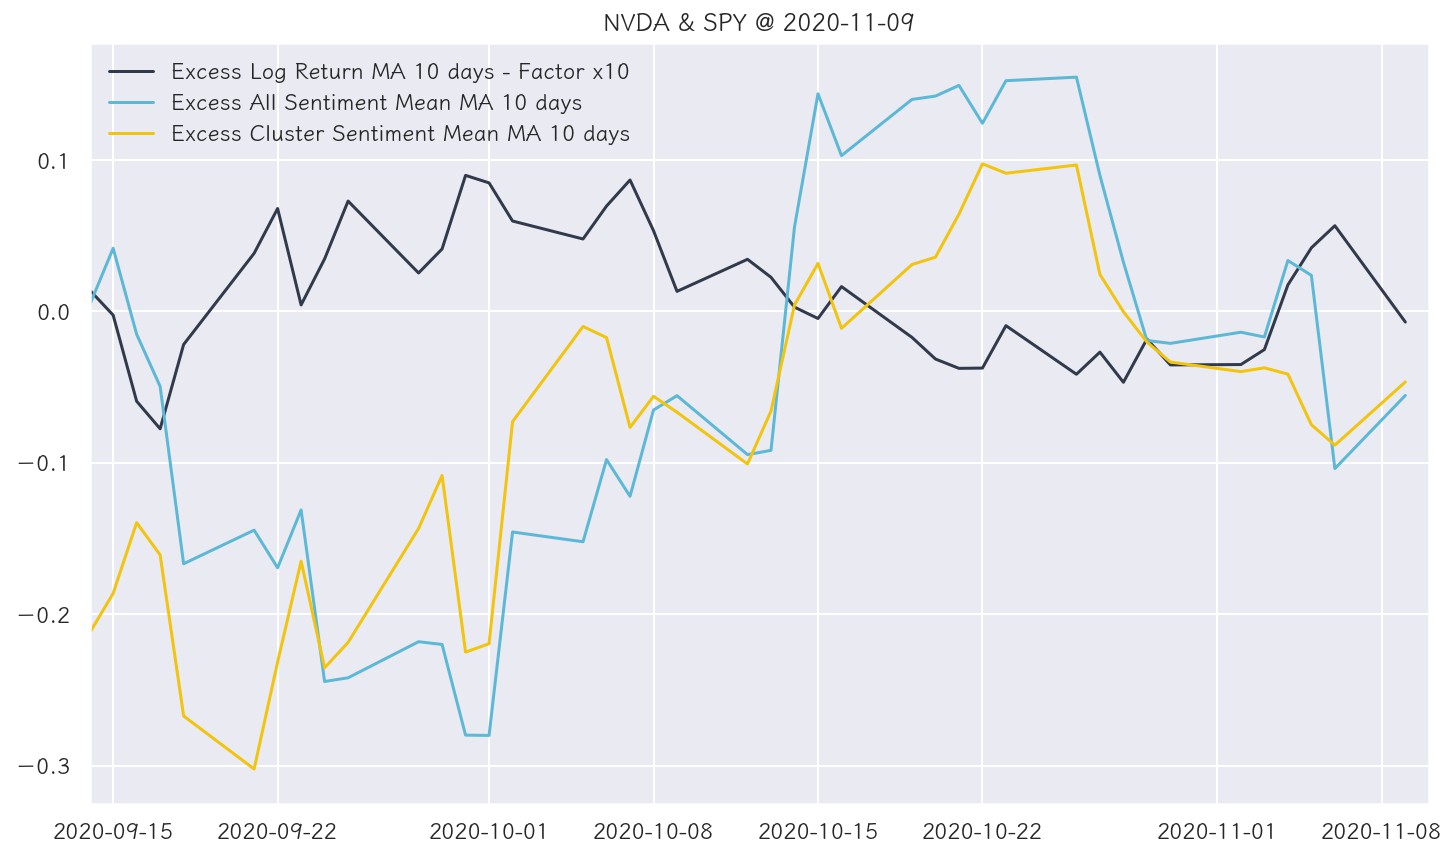 NVDA & SPY @ 2020-11-09
Excess Log Return MA 10 days - Factor x10
Excess All Sentiment Mean MA 10 days
Excess Cluster Sentiment Mean MA 10 days
0.1
0.0
−0.1
−0.2
−0.3
2020-09-15 2020-09-22 2020-10-01 2020-10-08 2020-10-15 2020-10-22 2020-11-01 2020-11-08